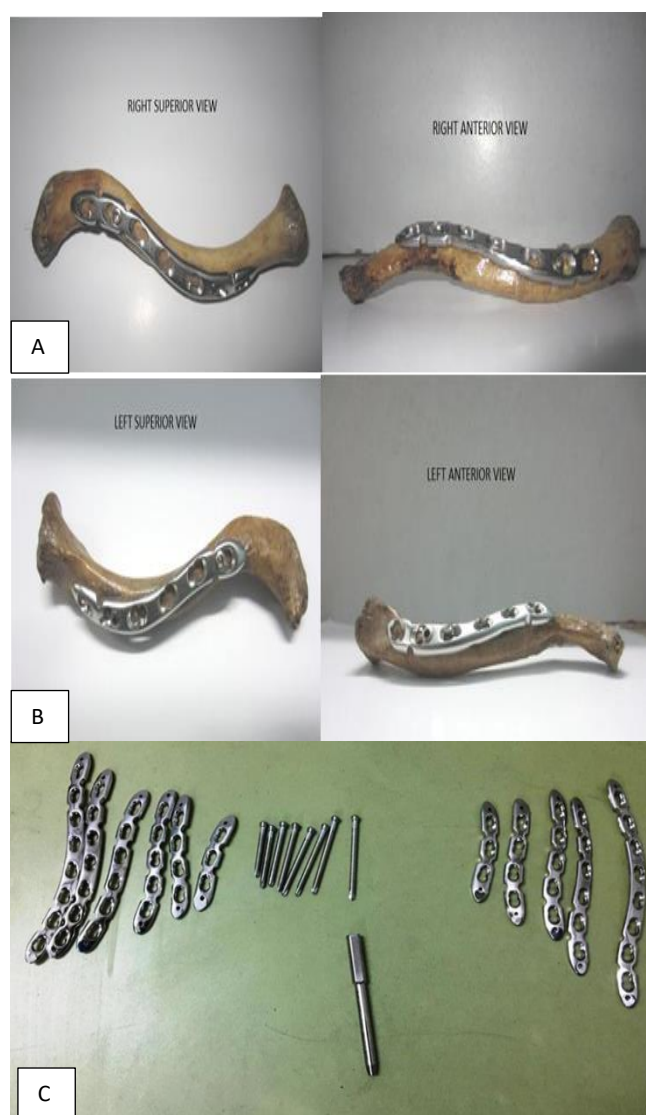 RIGHT SUPERIOR VIEW
RIGHT ANTERIOR VIEW
A
LEFT SUPERIOR VIEW
LEFT ANTERIOR VIEW
B
C